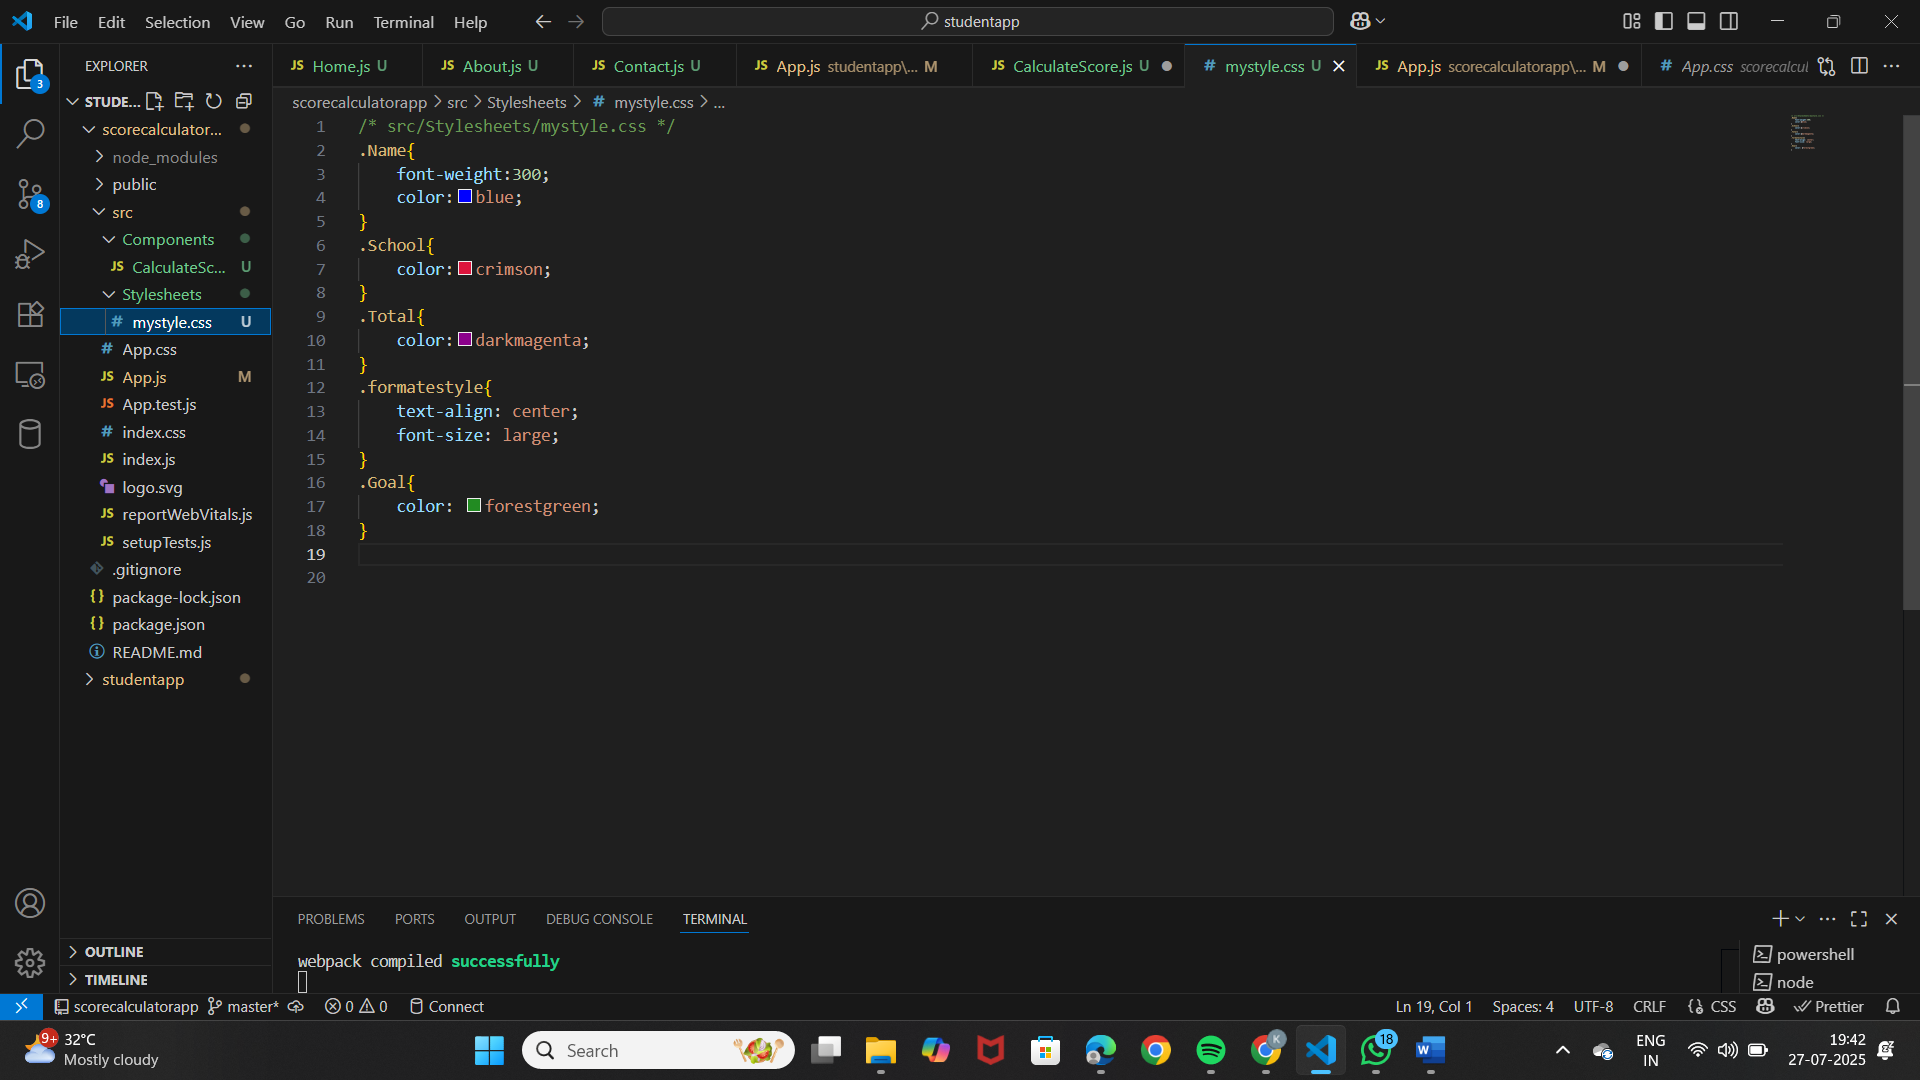 File Edit Selection View Go Run Terminal Help
studentapp
EXPLORER
Home.js U
About.js U
Contact.js U
App.js studentapp\... M
CalculateScore.js U
mystyle.css U
App.js scorecalculatorapp\... M
App.css scorecalcul
STUDE...
scorecalculator...
node_modules
public
src
Components
CalculateSc... U
Stylesheets
mystyle.css U
App.css
App.js M
App.test.js
index.css
index.js
logo.svg
reportWebVitals.js
setupTests.js
.gitignore
package-lock.json
package.json
README.md
studentapp
OUTLINE
TIMELINE
3
8
scorecalculatorapp > src > Stylesheets > # mystyle.css > ...
1 /* src/Stylesheets/mystyle.css */
2 .Name{
3 font-weight:300;
4 color:blue;
5 }
6 .School{
7 color:crimson;
8 }
9 .Total{
10 color:darkmagenta;
11 }
12 .formatestyle{
13 text-align: center;
14 font-size: large;
15 }
16 .Goal{
17 color: forestgreen;
18 }
19
20
PROBLEMS PORTS OUTPUT DEBUG CONSOLE TERMINAL
webpack compiled successfully
powershell
node
scorecalculatorapp master* 0 0 Connect
Ln 19, Col 1 Spaces: 4 UTF-8 CRLF {} CSS Prettier
9+
32°C
Mostly cloudy
Search
K
18
ENG
IN
19:42
27-07-2025